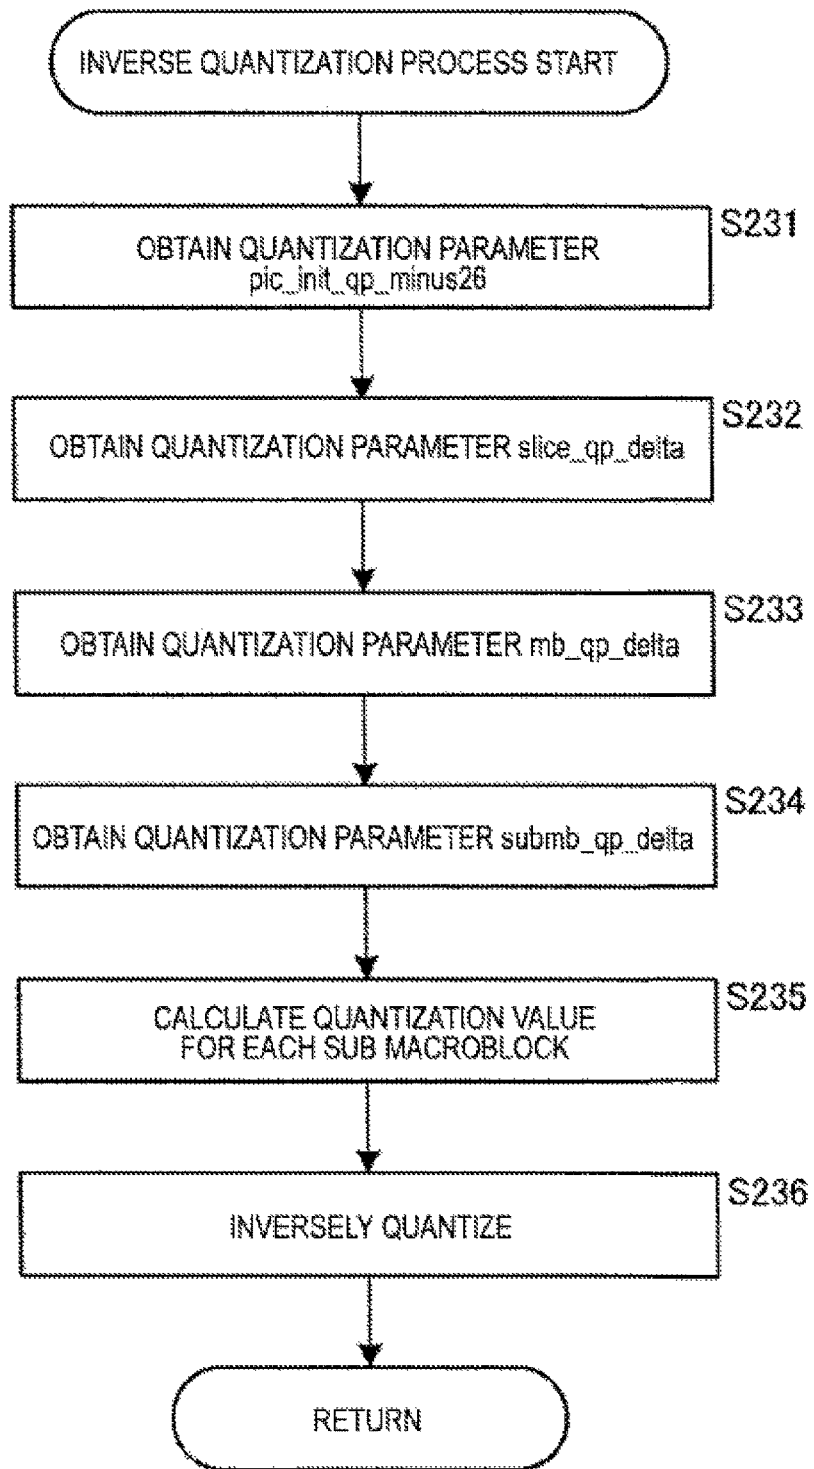 INVERSE QUANTIZATION PROCESS START
S231
OBTAIN QUANTIZATION PARAMETER
pic_init_qp_minus26
S232
OBTAIN QUANTIZATION PARAMETER slice_qp_delta
S233
OBTAIN QUANTIZATION PARAMETER mb_qp_delta
S234
OBTAIN QUANTIZATION PARAMETER submb_qp_delta
S235
CALCULATE QUANTIZATION VALUE
FOR EACH SUB MACROBLOCK
S236
INVERSELY QUANTIZE
RETURN